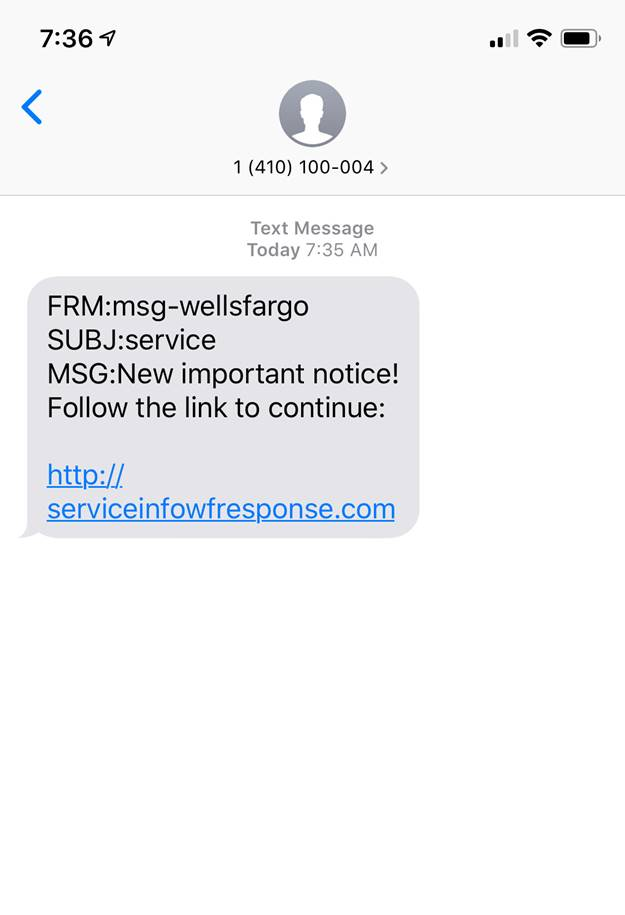 7:36
1 (410) 100-004
Text Message
Today 7:35 AM
FRM:msg-wellsfargo
SUBJ:service
MSG:New important notice!
Follow the link to continue:
http://
serviceinfowfresponse.com